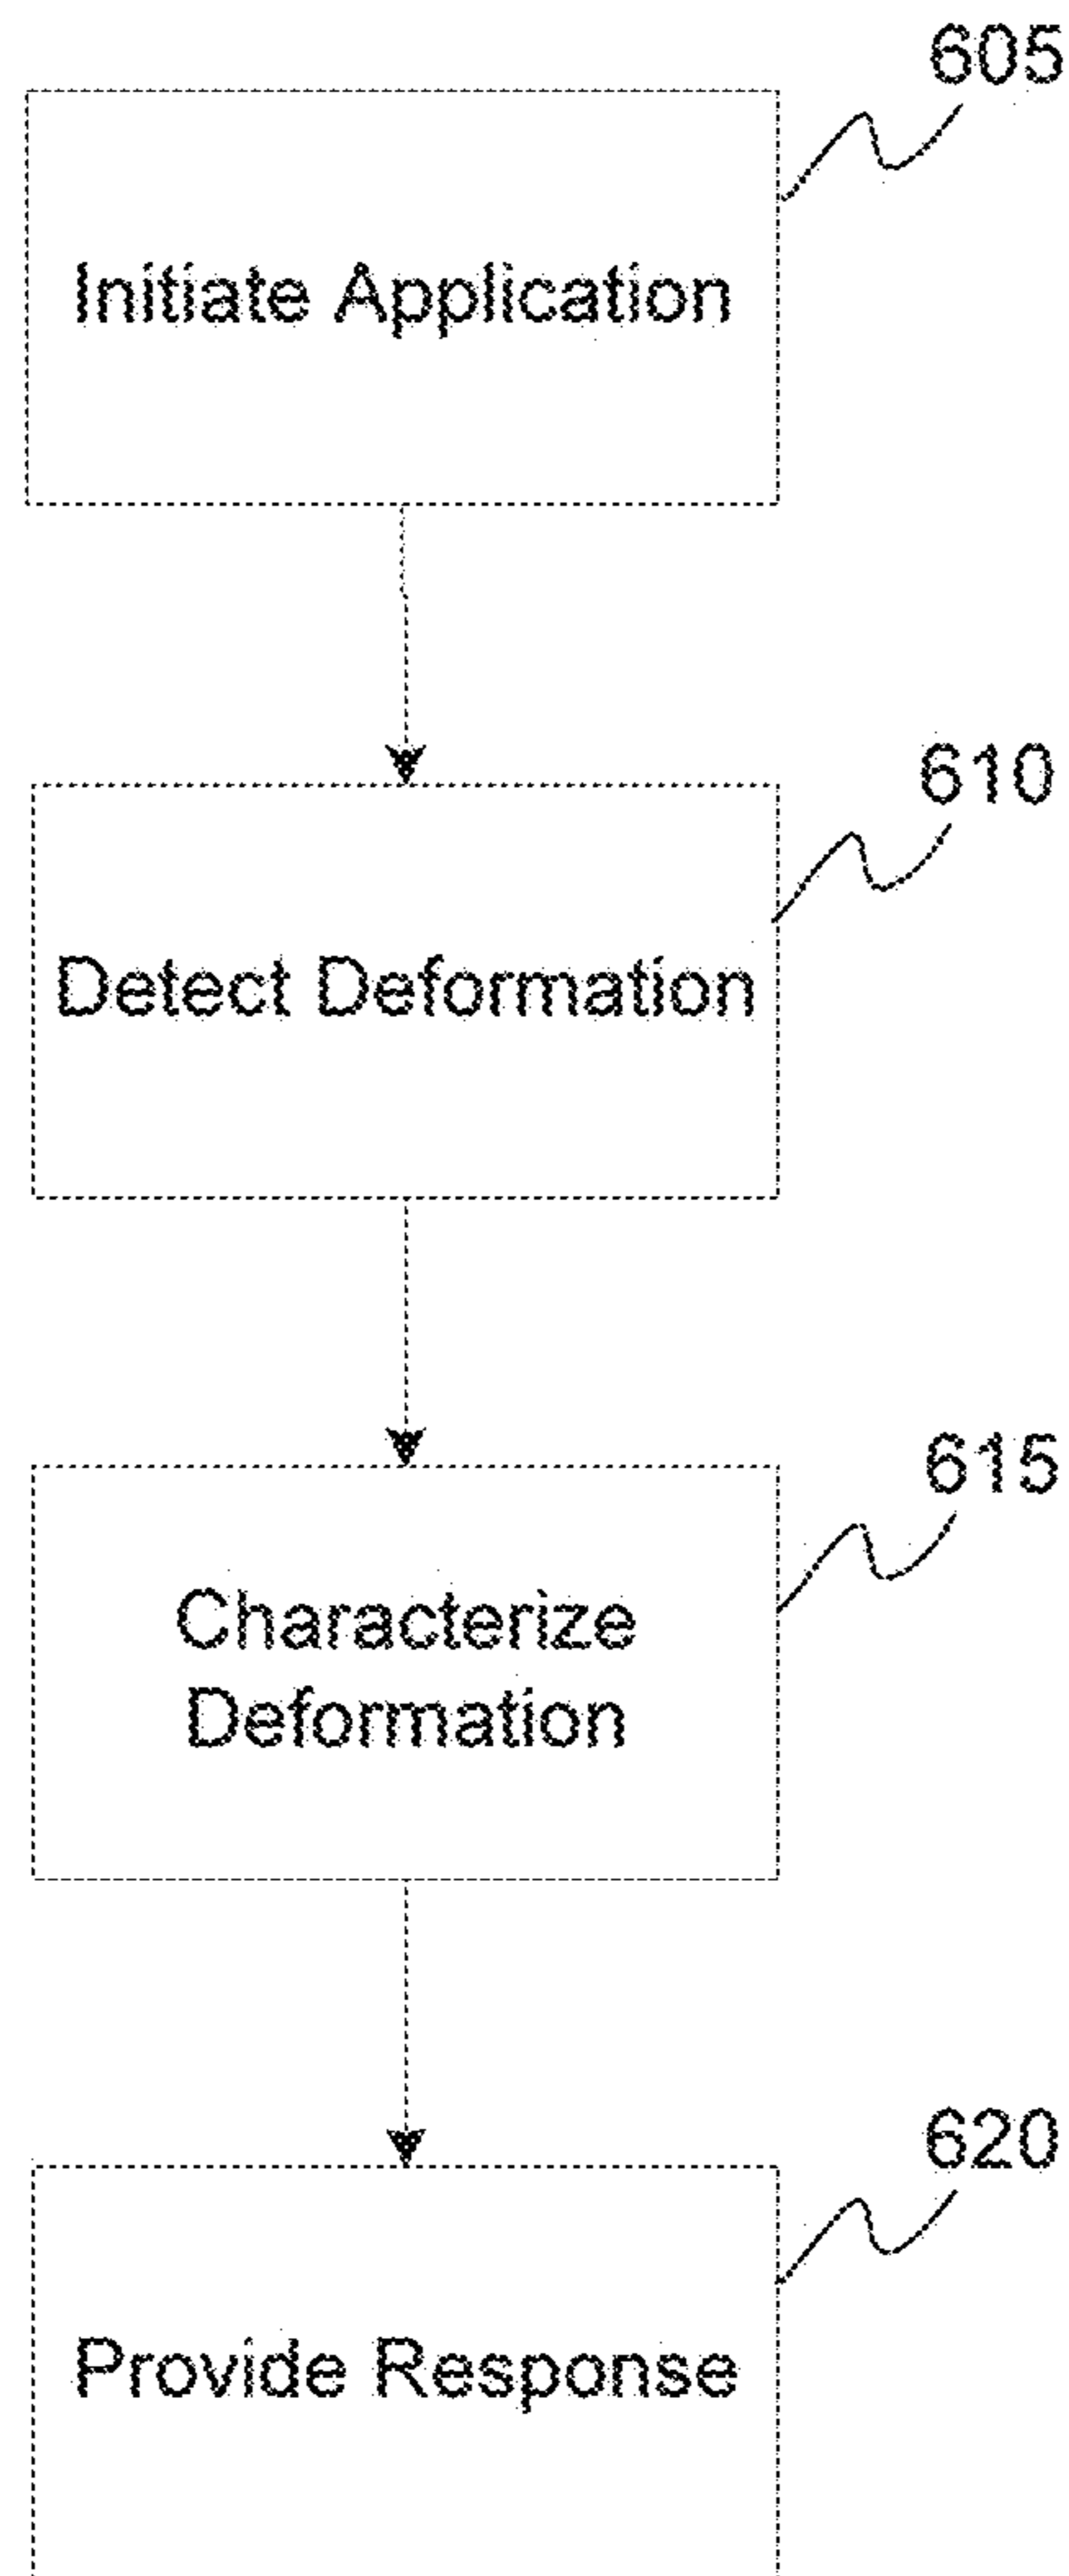 605
Initiate Application
610
Detect Deformation
615
Characterize
Deformation
620
Provide Response